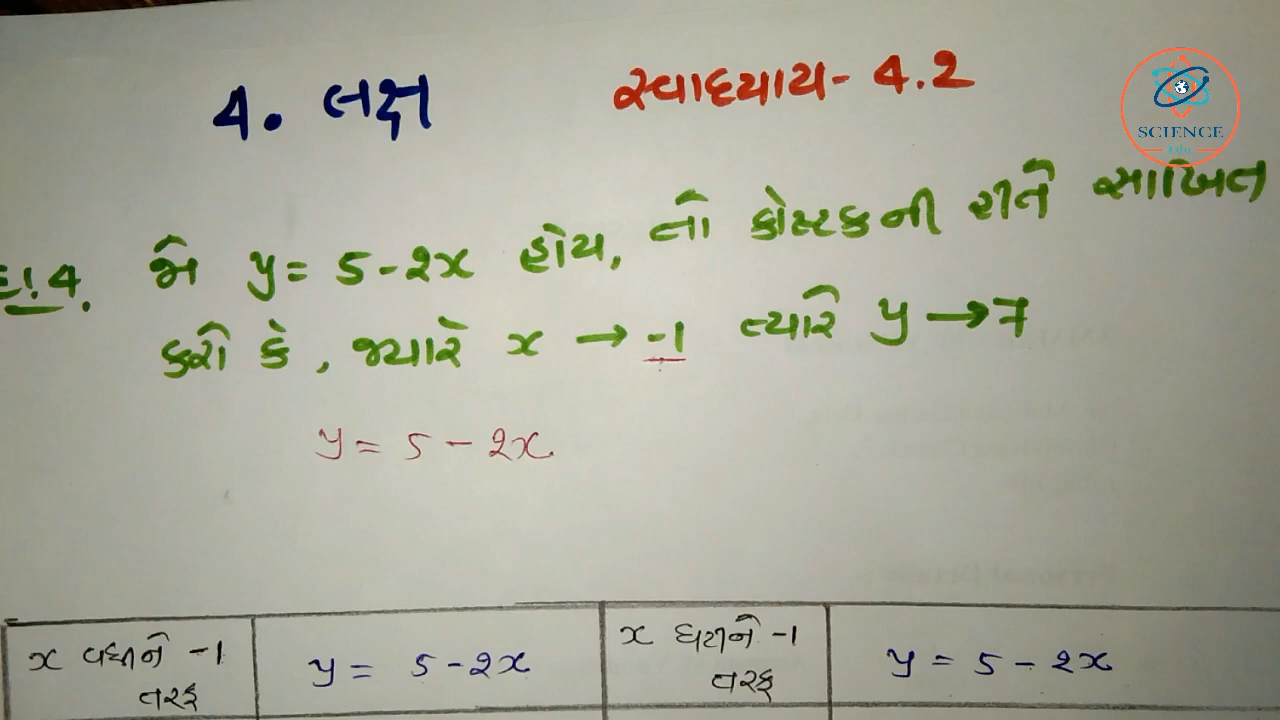 4. લક્ષ
સ્વાધ્યાય- 4.2
SCIENCE
Edu.
દા.4. જો y = 5-2x હોય, તો કોષ્ટકની રીતે સાબિત
કરો કે, જ્યારે x → -1 ત્યારે y → 7
y = 5 - 2x
x વધીને -1 તરફ
y = 5 - 2x
x ઘટીને -1 તરફ
y = 5 - 2x